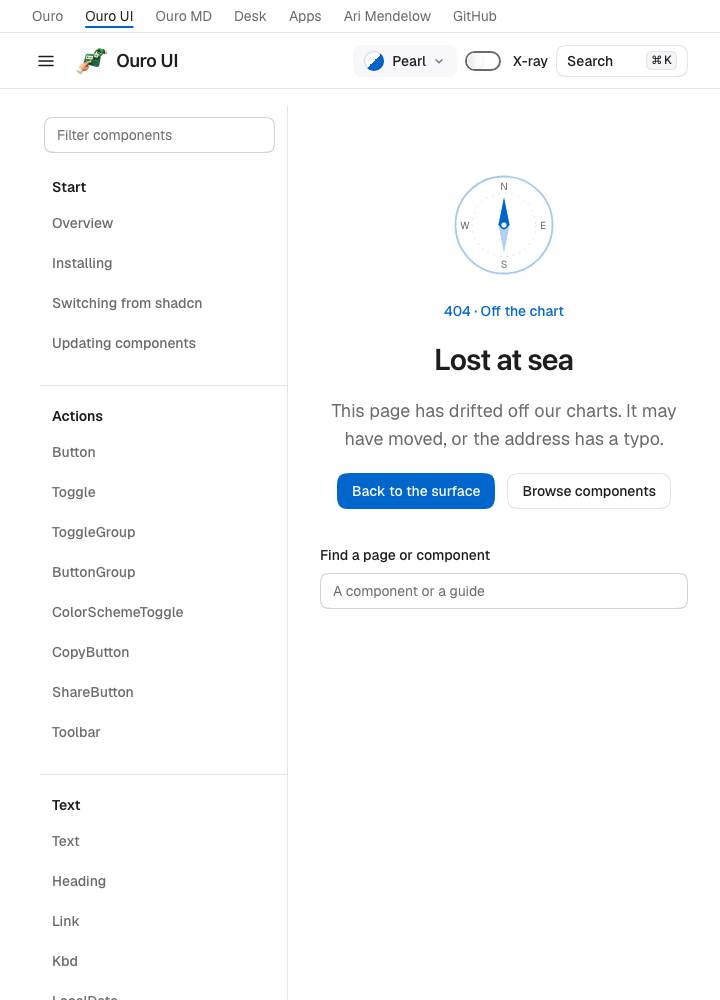 Ouro Ouro UI Ouro MD Desk Apps Ari Mendelow GitHub
Ouro UI Pearl X-ray Search ⌘ K
Filter components
Start
Overview
Installing
Switching from shadcn
Updating components
Actions
Button
Toggle
ToggleGroup
ButtonGroup
ColorSchemeToggle
CopyButton
ShareButton
Toolbar
Text
Text
Heading
Link
Kbd
N
W E
S
404 · Off the chart
Lost at sea
This page has drifted off our charts. It may
have moved, or the address has a typo.
Back to the surface Browse components
Find a page or component
A component or a guide